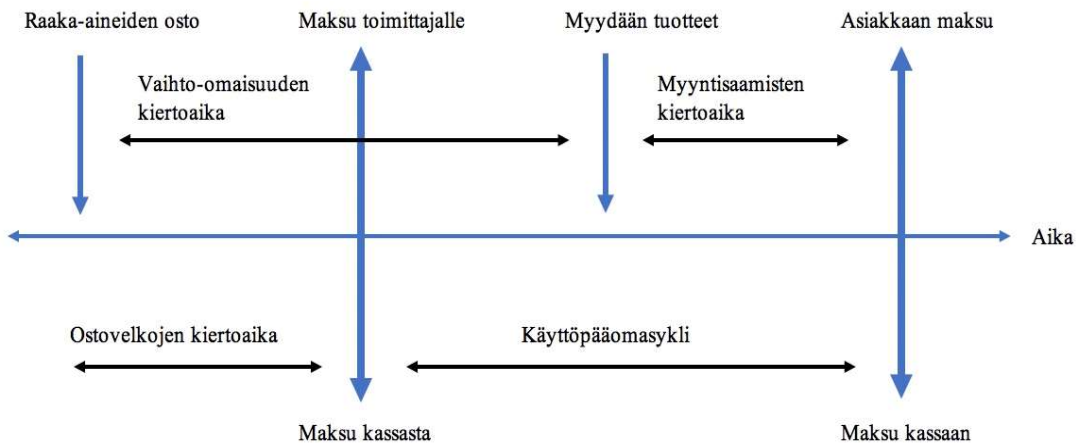 Raaka-aineiden osto
Maksu toimittajalle
Myydään tuotteet
Asiakkaan maksu
Vaihto-omaisuuden
kiertoaika
Myyntisaamisten
kiertoaika
Aika
Ostovelkojen kiertoaika
Käyttöpääomasykli
Maksu kassasta
Maksu kassaan